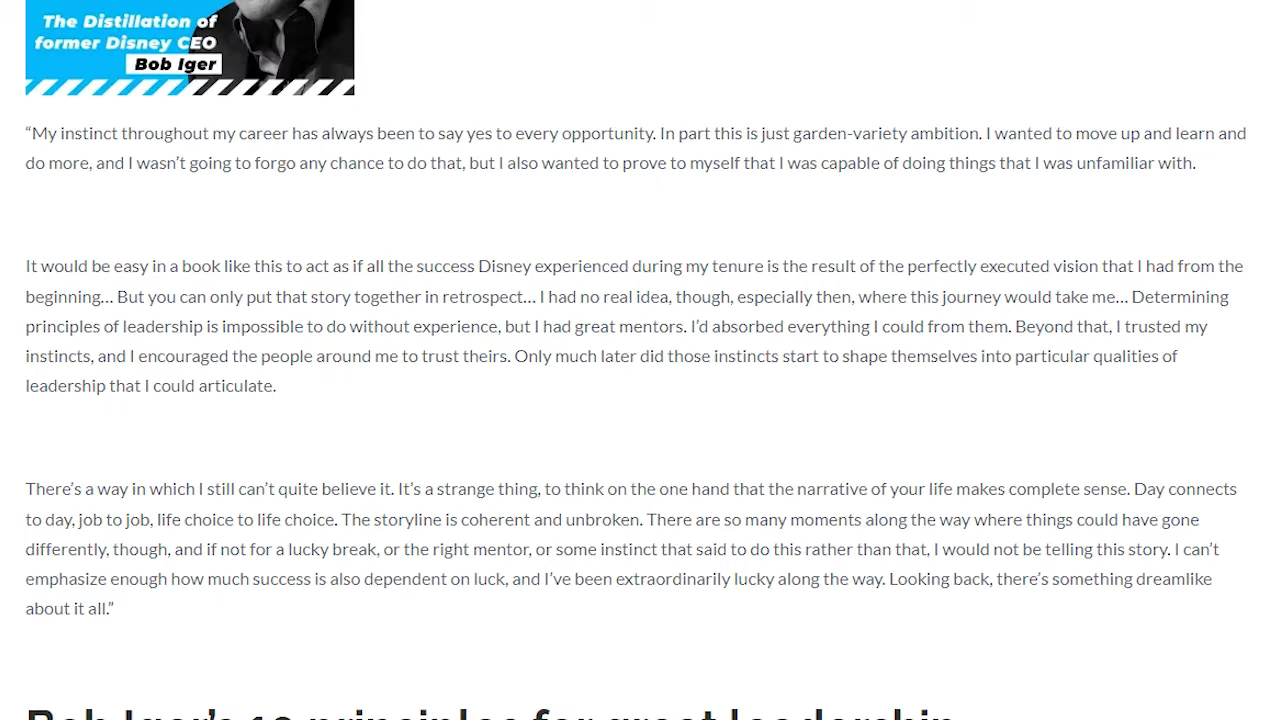 The Distillation of
former Disney CEO
Bob Iger
“My instinct throughout my career has always been to say yes to every opportunity. In part this is just garden-variety ambition. I wanted to move up and learn and
do more, and I wasn’t going to forgo any chance to do that, but I also wanted to prove to myself that I was capable of doing things that I was unfamiliar with.
It would be easy in a book like this to act as if all the success Disney experienced during my tenure is the result of the perfectly executed vision that I had from the
beginning… But you can only put that story together in retrospect… I had no real idea, though, especially then, where this journey would take me… Determining
principles of leadership is impossible to do without experience, but I had great mentors. I’d absorbed everything I could from them. Beyond that, I trusted my
instincts, and I encouraged the people around me to trust theirs. Only much later did those instincts start to shape themselves into particular qualities of
leadership that I could articulate.
There’s a way in which I still can’t quite believe it. It’s a strange thing, to think on the one hand that the narrative of your life makes complete sense. Day connects
to day, job to job, life choice to life choice. The storyline is coherent and unbroken. There are so many moments along the way where things could have gone
differently, though, and if not for a lucky break, or the right mentor, or some instinct that said to do this rather than that, I would not be telling this story. I can’t
emphasize enough how much success is also dependent on luck, and I’ve been extraordinarily lucky along the way. Looking back, there’s something dreamlike
about it all.”
Bob Iger’s 10 principles for great leadership